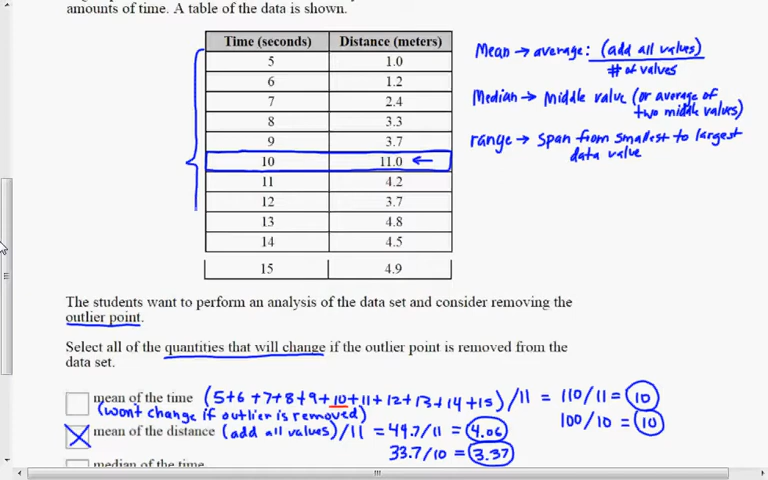 amounts of time. A table of the data is shown.
Time (seconds) Distance (meters)
5 1.0
6 1.2
7 2.4
8 3.3
9 3.7
10 11.0
11 4.2
12 3.7
13 4.8
14 4.5
15 4.9
Mean → average: (add all values)
# of values
Median → Middle value (or average of
two middle values)
range → span from smallest to largest
data value
The students want to perform an analysis of the data set and consider removing the
outlier point.
Select all of the quantities that will change if the outlier point is removed from the
data set.
mean of the time (5+6+7+8+9+10+11+12+13+14+15)/11 = 110/11 = 10
(won't change if outlier is removed) 100/10 = 10
mean of the distance (add all values)/11 = 44.7/11 = 4.06
33.7/10 = 3.37
median of the time